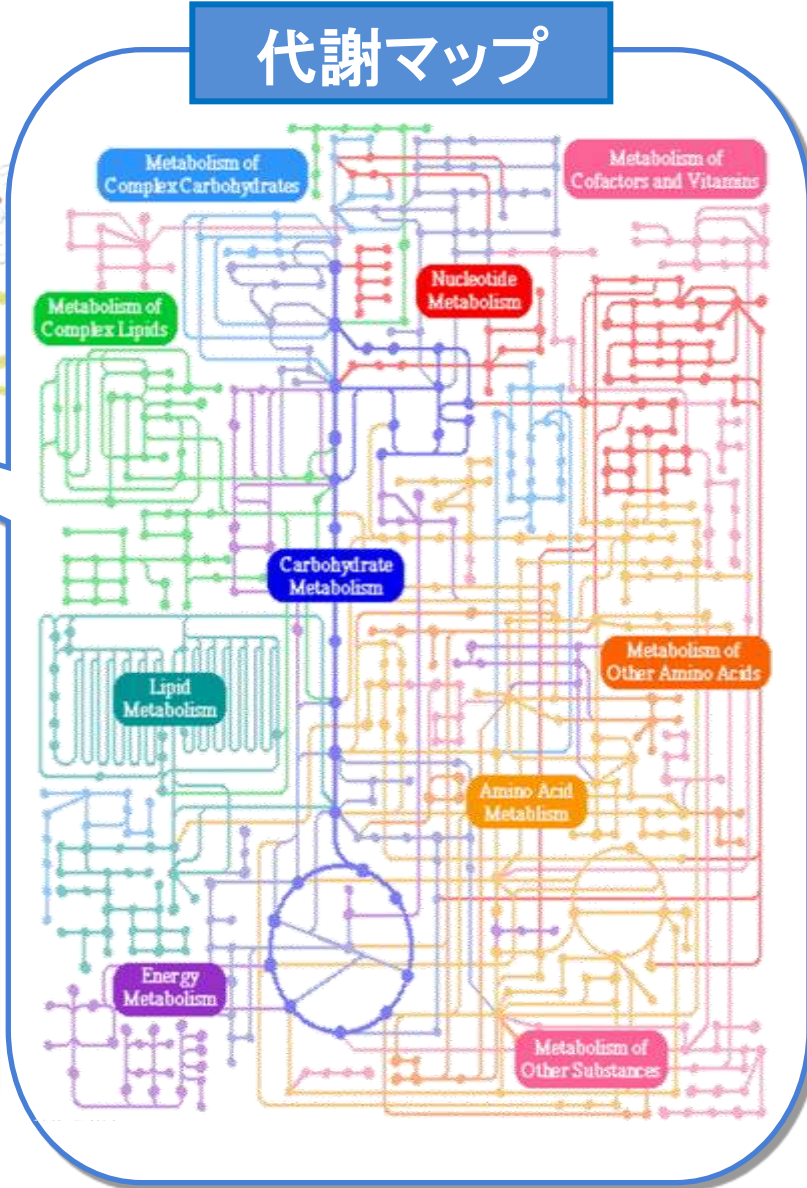 代謝マップ
Metabolism of
Complex Carbohydrates
Metabolism of
Cofactors and Vitamins
Nucleotide
Metabolism
Metabolism of
Complex Lipids
Carbohydrate
Metabolism
Metabolism of
Other Amino Acids
Lipid
Metabolism
Amino Acid
Metablism
Energy
Metabolism
Metabolism of
Other Substances